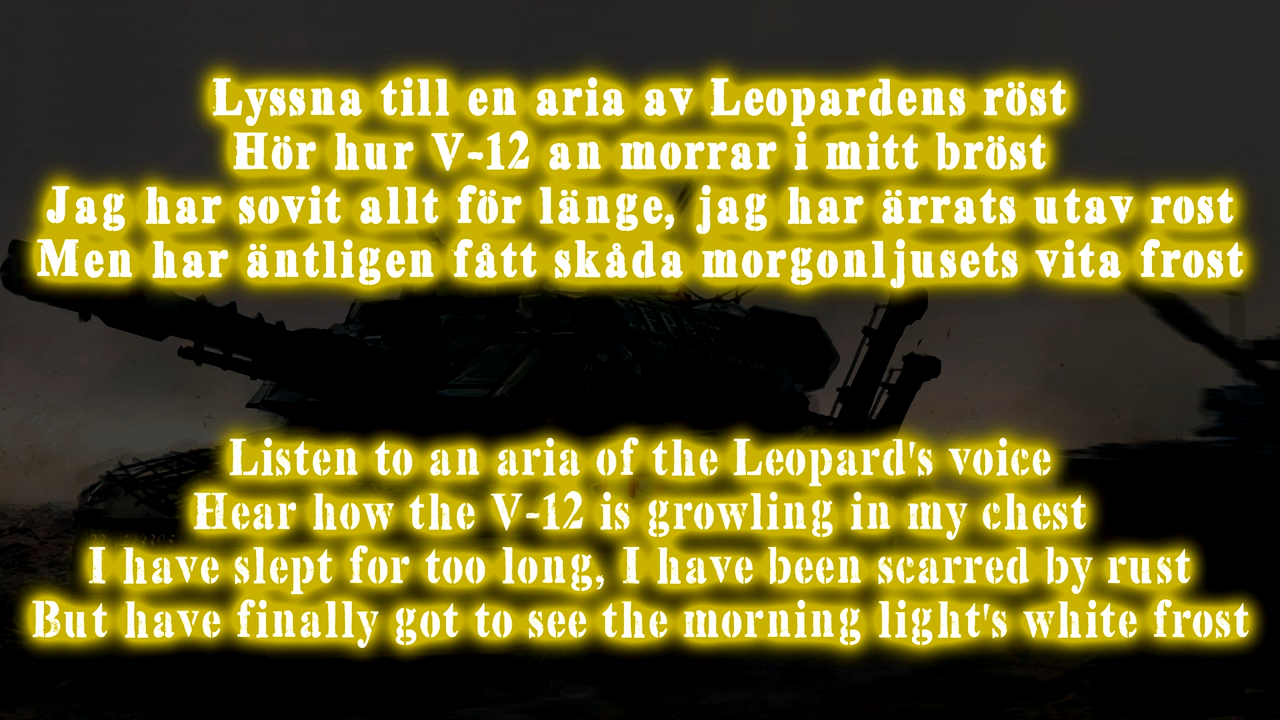 Lyssna till en aria av Leopardens röst
Hör hur V-12 an morrar i mitt bröst
Jag har sovit allt för länge, jag har ärrats utav rost
Men har äntligen fått skåda morgonljusets vita frost
Listen to an aria of the Leopard's voice
Hear how the V-12 is growling in my chest
I have slept for too long, I have been scarred by rust
But have finally got to see the morning light's white frost